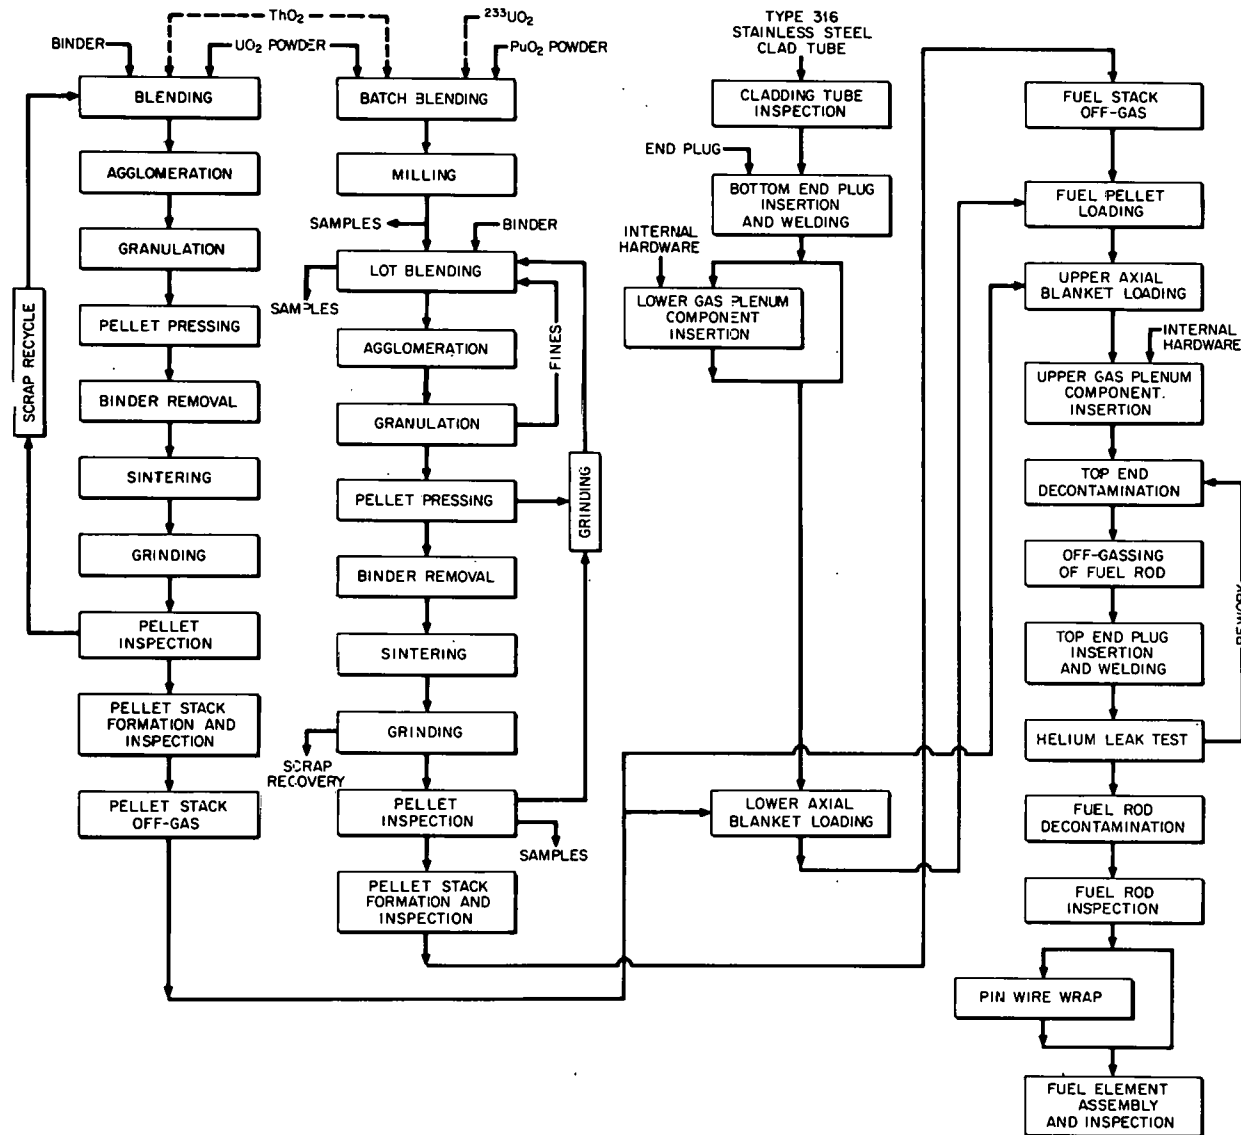 ThO₂
²³³UO₂
BINDER
UO₂ POWDER
PuO₂ POWDER
BLENDING
AGGLOMERATION
GRANULATION
PELLET PRESSING
BINDER REMOVAL
SINTERING
GRINDING
PELLET
INSPECTION
PELLET STACK
FORMATION AND
INSPECTION
PELLET STACK
OFF-GAS
SCRAP RECYCLE
BATCH BLENDING
MILLING
SAMPLES
BINDER
LOT BLENDING
SAMPLES
AGGLOMERATION
FINES
GRANULATION
PELLET PRESSING
GRINDING
BINDER REMOVAL
SINTERING
GRINDING
SCRAP
RECOVERY
PELLET
INSPECTION
SAMPLES
PELLET STACK
FORMATION AND
INSPECTION
TYPE 316
STAINLESS STEEL
CLAD TUBE
CLADDING TUBE
INSPECTION
END PLUG
BOTTOM END PLUG
INSERTION
AND WELDING
INTERNAL
HARDWARE
LOWER GAS PLENUM
COMPONENT
INSERTION
LOWER AXIAL
BLANKET LOADING
FUEL STACK
OFF-GAS
FUEL PELLET
LOADING
UPPER AXIAL
BLANKET LOADING
INTERNAL
HARDWARE
UPPER GAS PLENUM
COMPONENT.
INSERTION
TOP END
DECONTAMINATION
OFF-GASSING
OF FUEL ROD
REWORK
TOP END PLUG
INSERTION
AND WELDING
HELIUM LEAK TEST
FUEL ROD
DECONTAMINATION
FUEL ROD
INSPECTION
PIN WIRE WRAP
FUEL ELEMENT
ASSEMBLY
AND INSPECTION